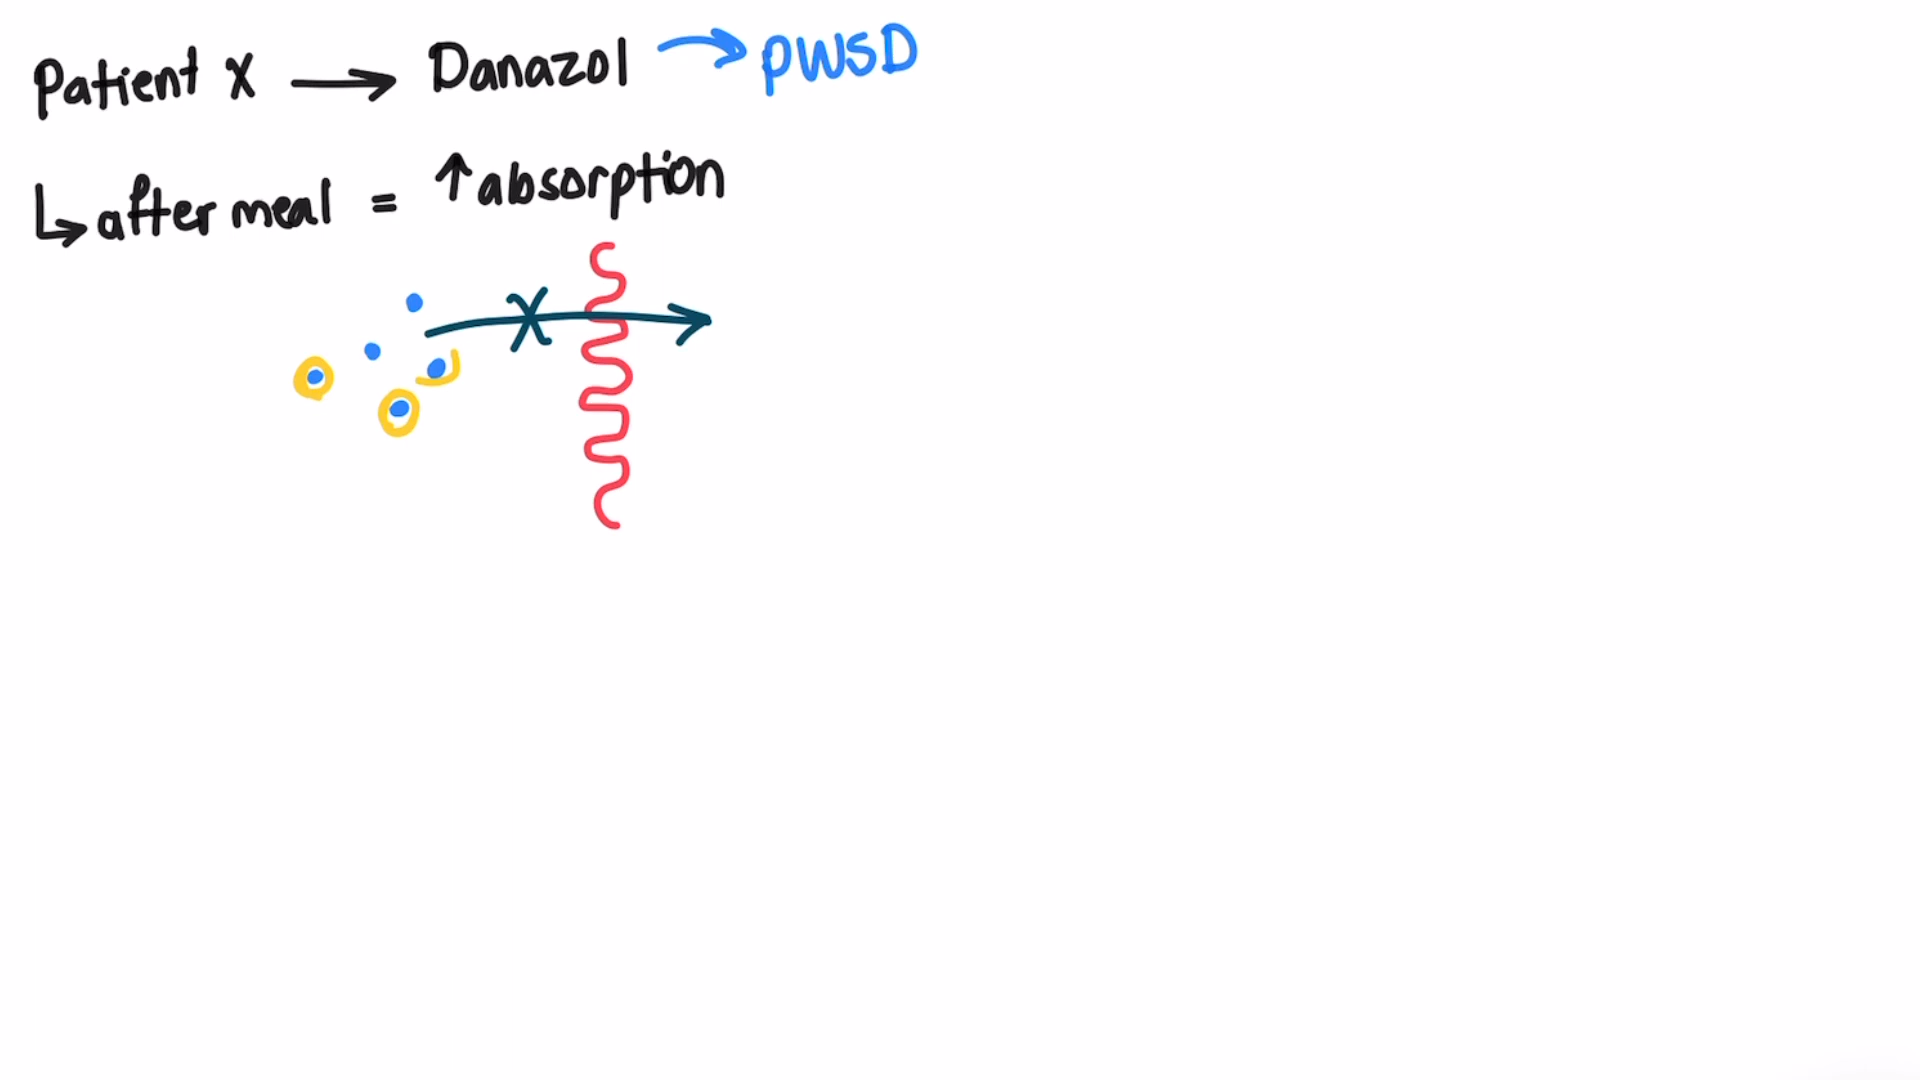 Patient X → Danazol → PWSD
↳ after meal = ↑ absorption